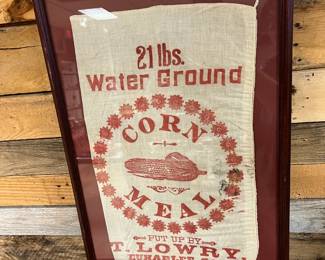 21 lbs.
Water Ground
CORN
MEAL
PUT UP BY
T. LOWRY,